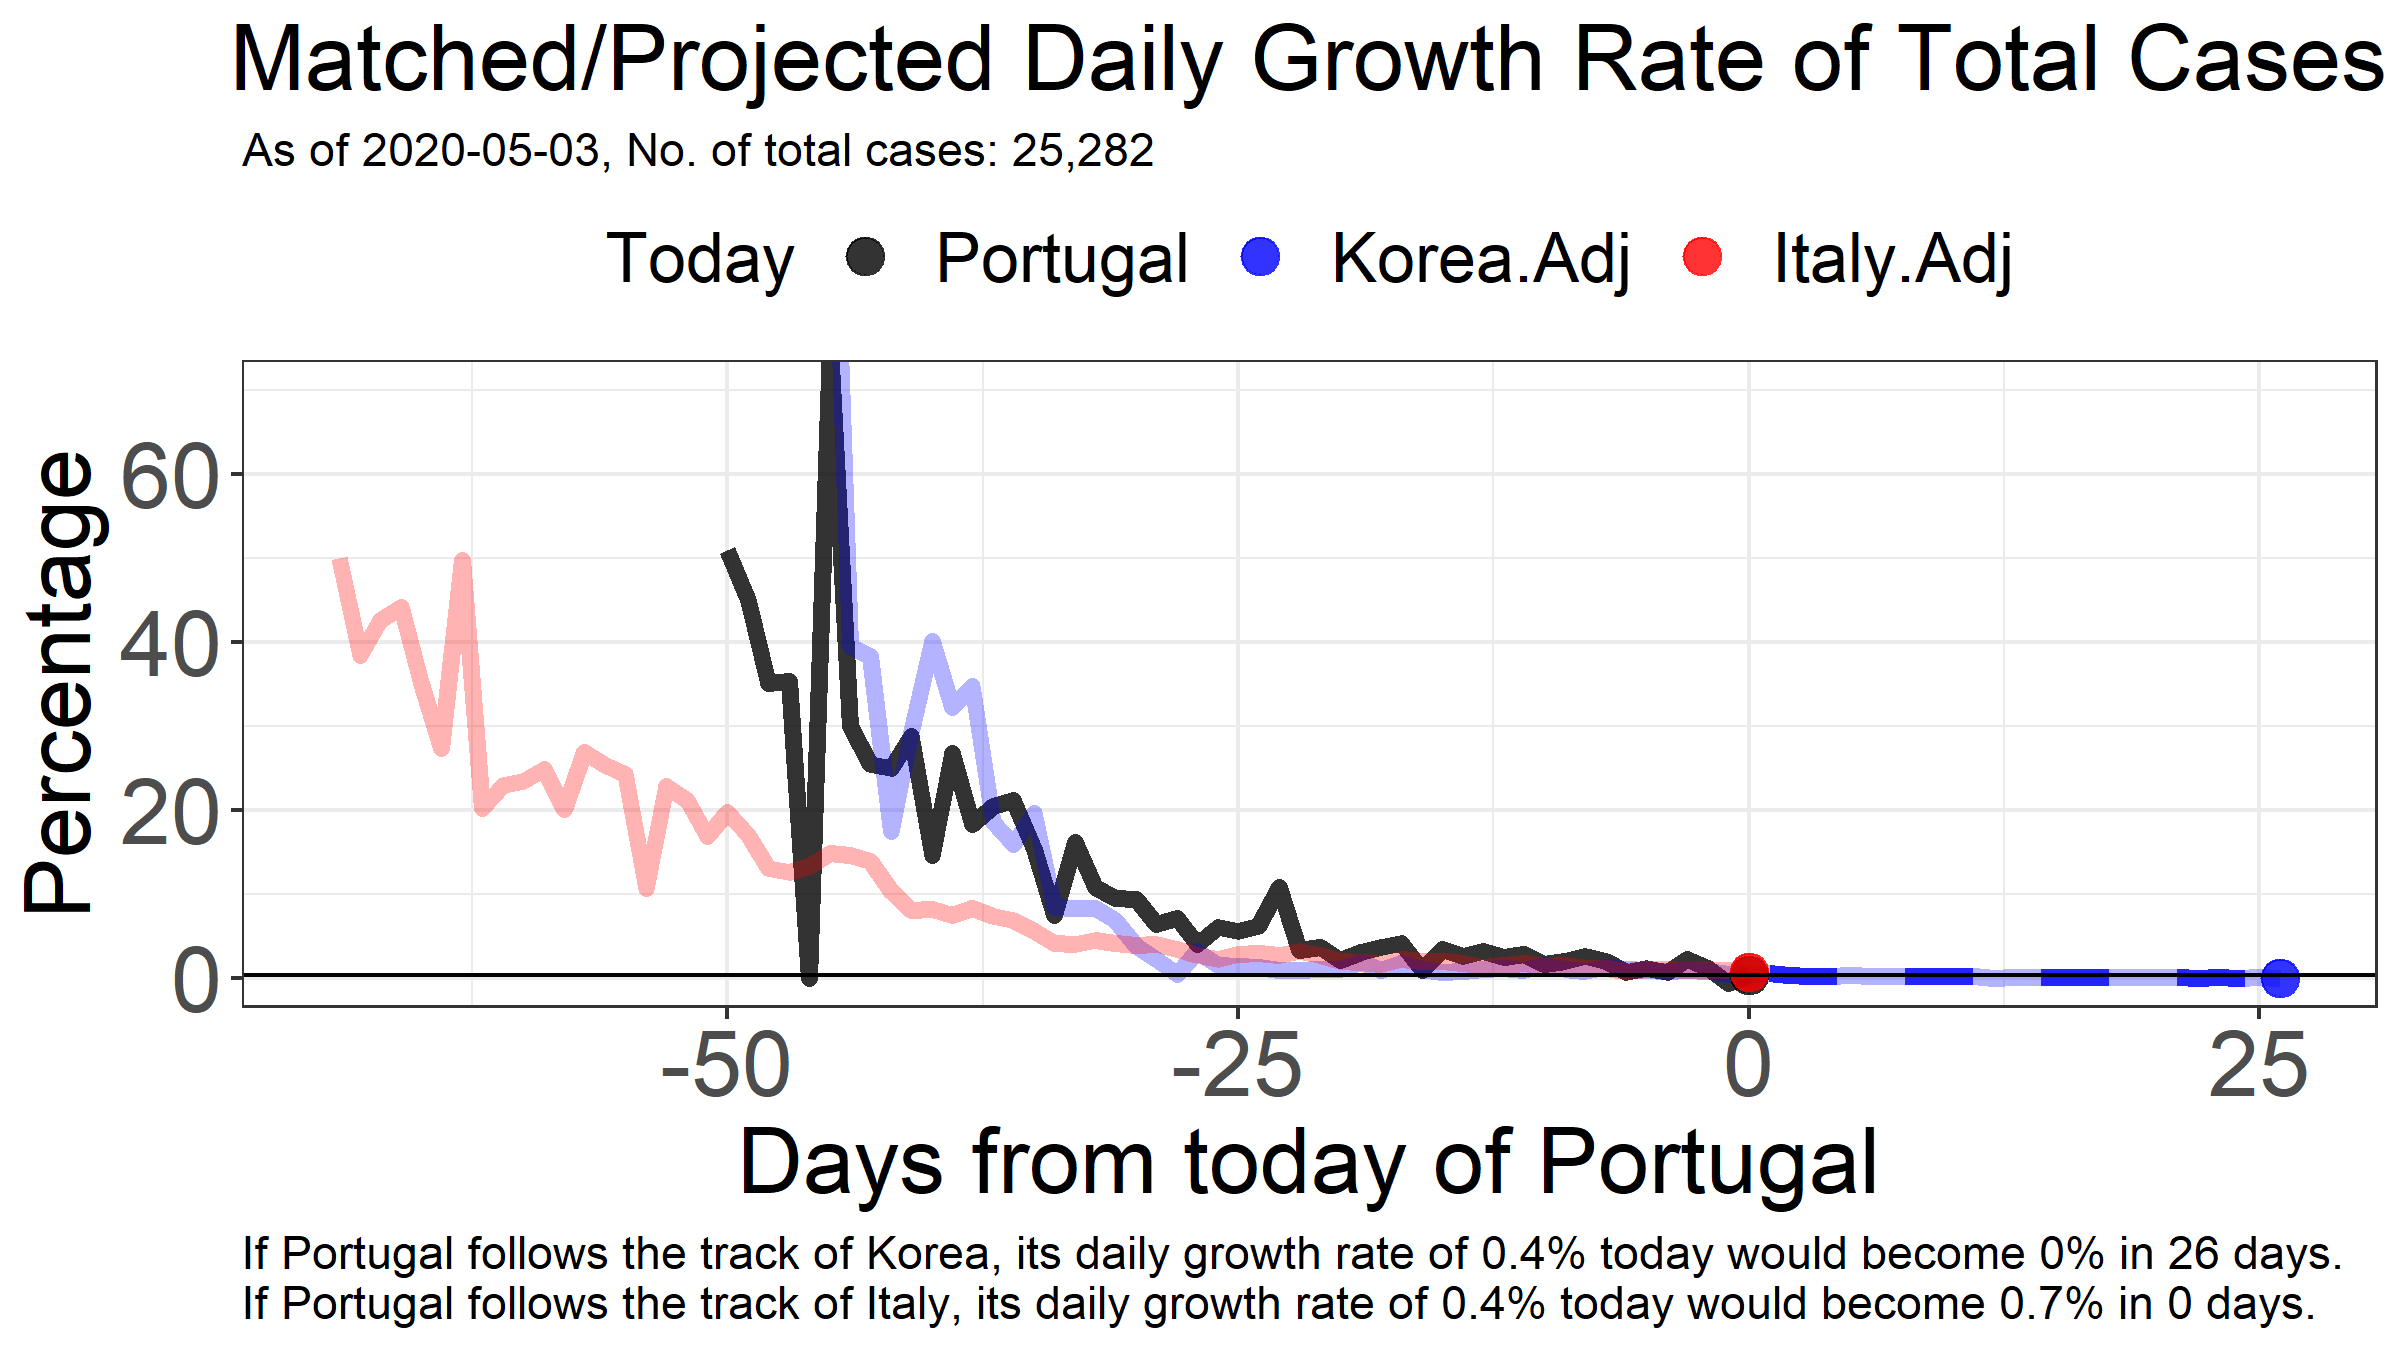 Matched/Projected Daily Growth Rate of Total Cases
As of 2020-05-03, No. of total cases: 25,282
Today Portugal Korea.Adj Italy.Adj
Percentage
60
40
20
0
-50 -25 0 25
Days from today of Portugal
If Portugal follows the track of Korea, its daily growth rate of 0.4% today would become 0% in 26 days.
If Portugal follows the track of Italy, its daily growth rate of 0.4% today would become 0.7% in 0 days.